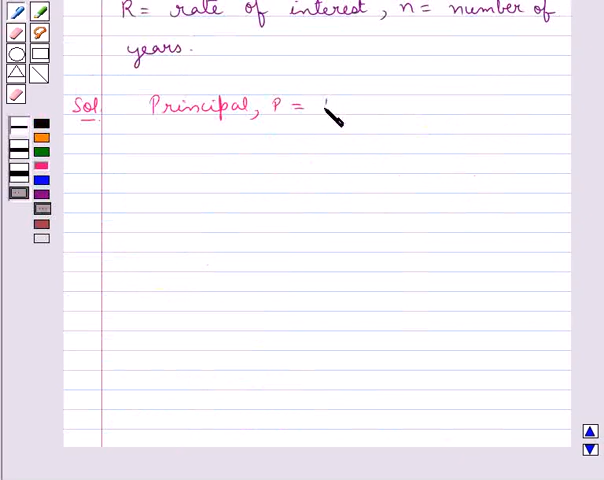 R = rate of interest, n = number of
years.
Sol. Principal, P =